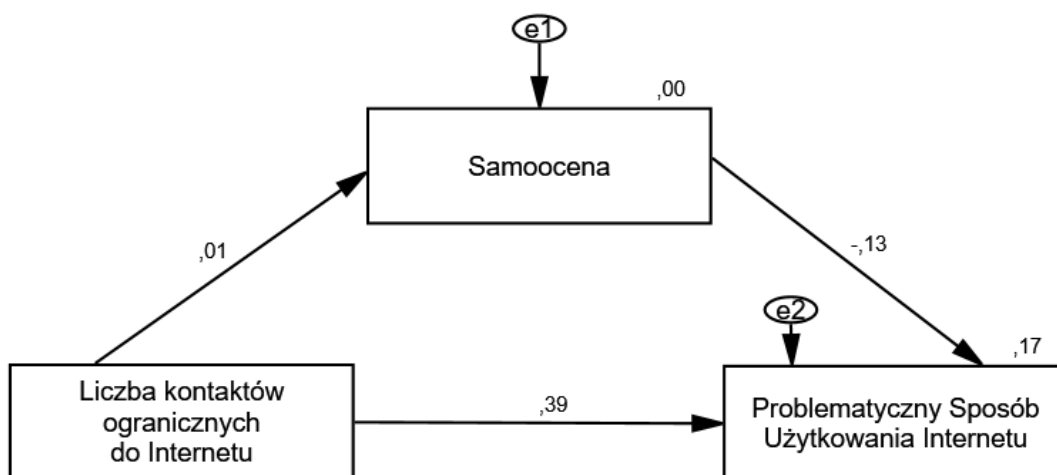 e1
,00
Samoocena
,01
-,13
e2
,17
Liczba kontaktów
ogranicznych
do Internetu
,39
Problematyczny Sposób
Użytkowania Internetu